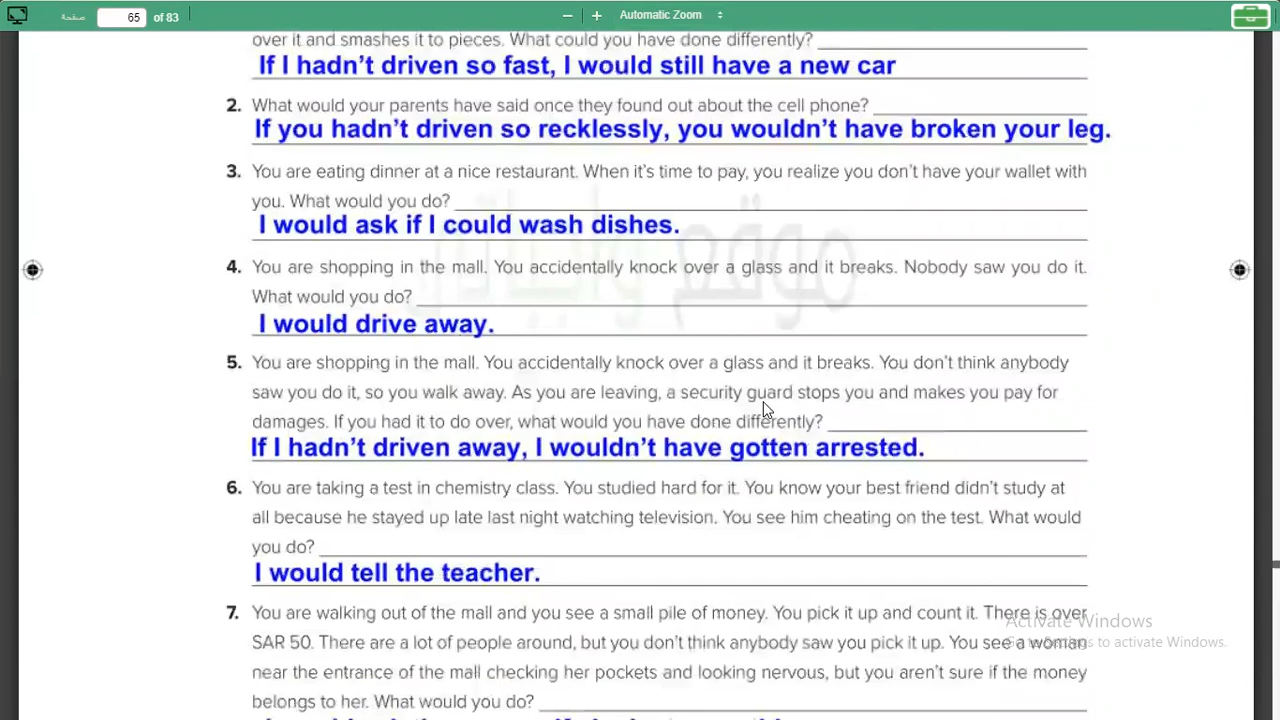 صفحة 65 of 83 − + Automatic Zoom
over it and smashes it to pieces. What could you have done differently?
If I hadn't driven so fast, I would still have a new car
2. What would your parents have said once they found out about the cell phone?
If you hadn't driven so recklessly, you wouldn't have broken your leg.
3. You are eating dinner at a nice restaurant. When it's time to pay, you realize you don't have your wallet with
you. What would you do?
I would ask if I could wash dishes.
4. You are shopping in the mall. You accidentally knock over a glass and it breaks. Nobody saw you do it.
What would you do?
I would drive away.
5. You are shopping in the mall. You accidentally knock over a glass and it breaks. You don't think anybody
saw you do it, so you walk away. As you are leaving, a security guard stops you and makes you pay for
damages. If you had it to do over, what would you have done differently?
If I hadn't driven away, I wouldn't have gotten arrested.
6. You are taking a test in chemistry class. You studied hard for it. You know your best friend didn't study at
all because he stayed up late last night watching television. You see him cheating on the test. What would
you do?
I would tell the teacher.
7. You are walking out of the mall and you see a small pile of money. You pick it up and count it. There is over
Activate Windows
SAR 50. There are a lot of people around, but you don't think anybody saw you pick it up. You see a woman
Go to Settings to activate Windows.
near the entrance of the mall checking her pockets and looking nervous, but you aren't sure if the money
belongs to her. What would you do?